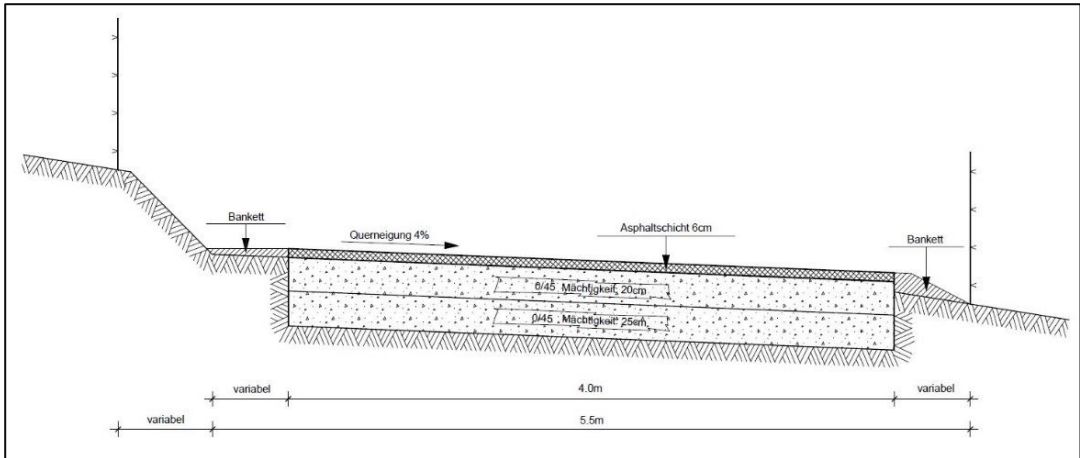 Bankett
Querneigung 4%
Asphaltschicht 6cm
Bankett
0/45 Mächtigkeit: 20cm
0/45 Mächtigkeit: 25cm
variabel
4.0m
variabel
variabel
5.5m